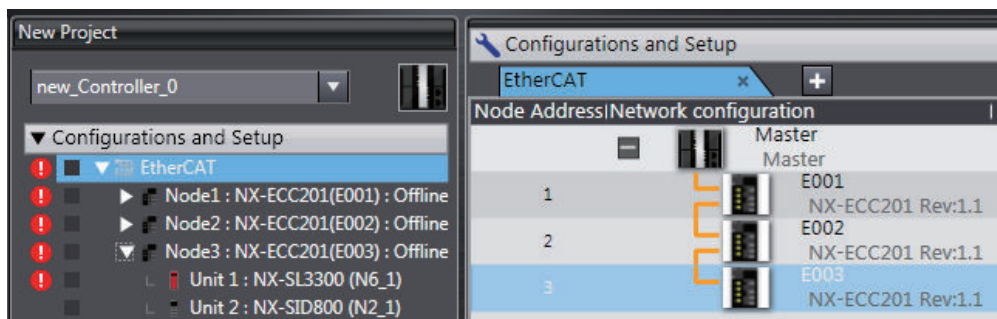 New Project
new_Controller_0
Configurations and Setup
EtherCAT
Node1 : NX-ECC201(E001) : Offline
Node2 : NX-ECC201(E002) : Offline
Node3 : NX-ECC201(E003) : Offline
Unit 1 : NX-SL3300 (N6_1)
Unit 2 : NX-SID800 (N2_1)
Configurations and Setup
EtherCAT
Node Address|Network configuration
Master
Master
1
E001
NX-ECC201 Rev:1.1
2
E002
NX-ECC201 Rev:1.1
3
E003
NX-ECC201 Rev:1.1